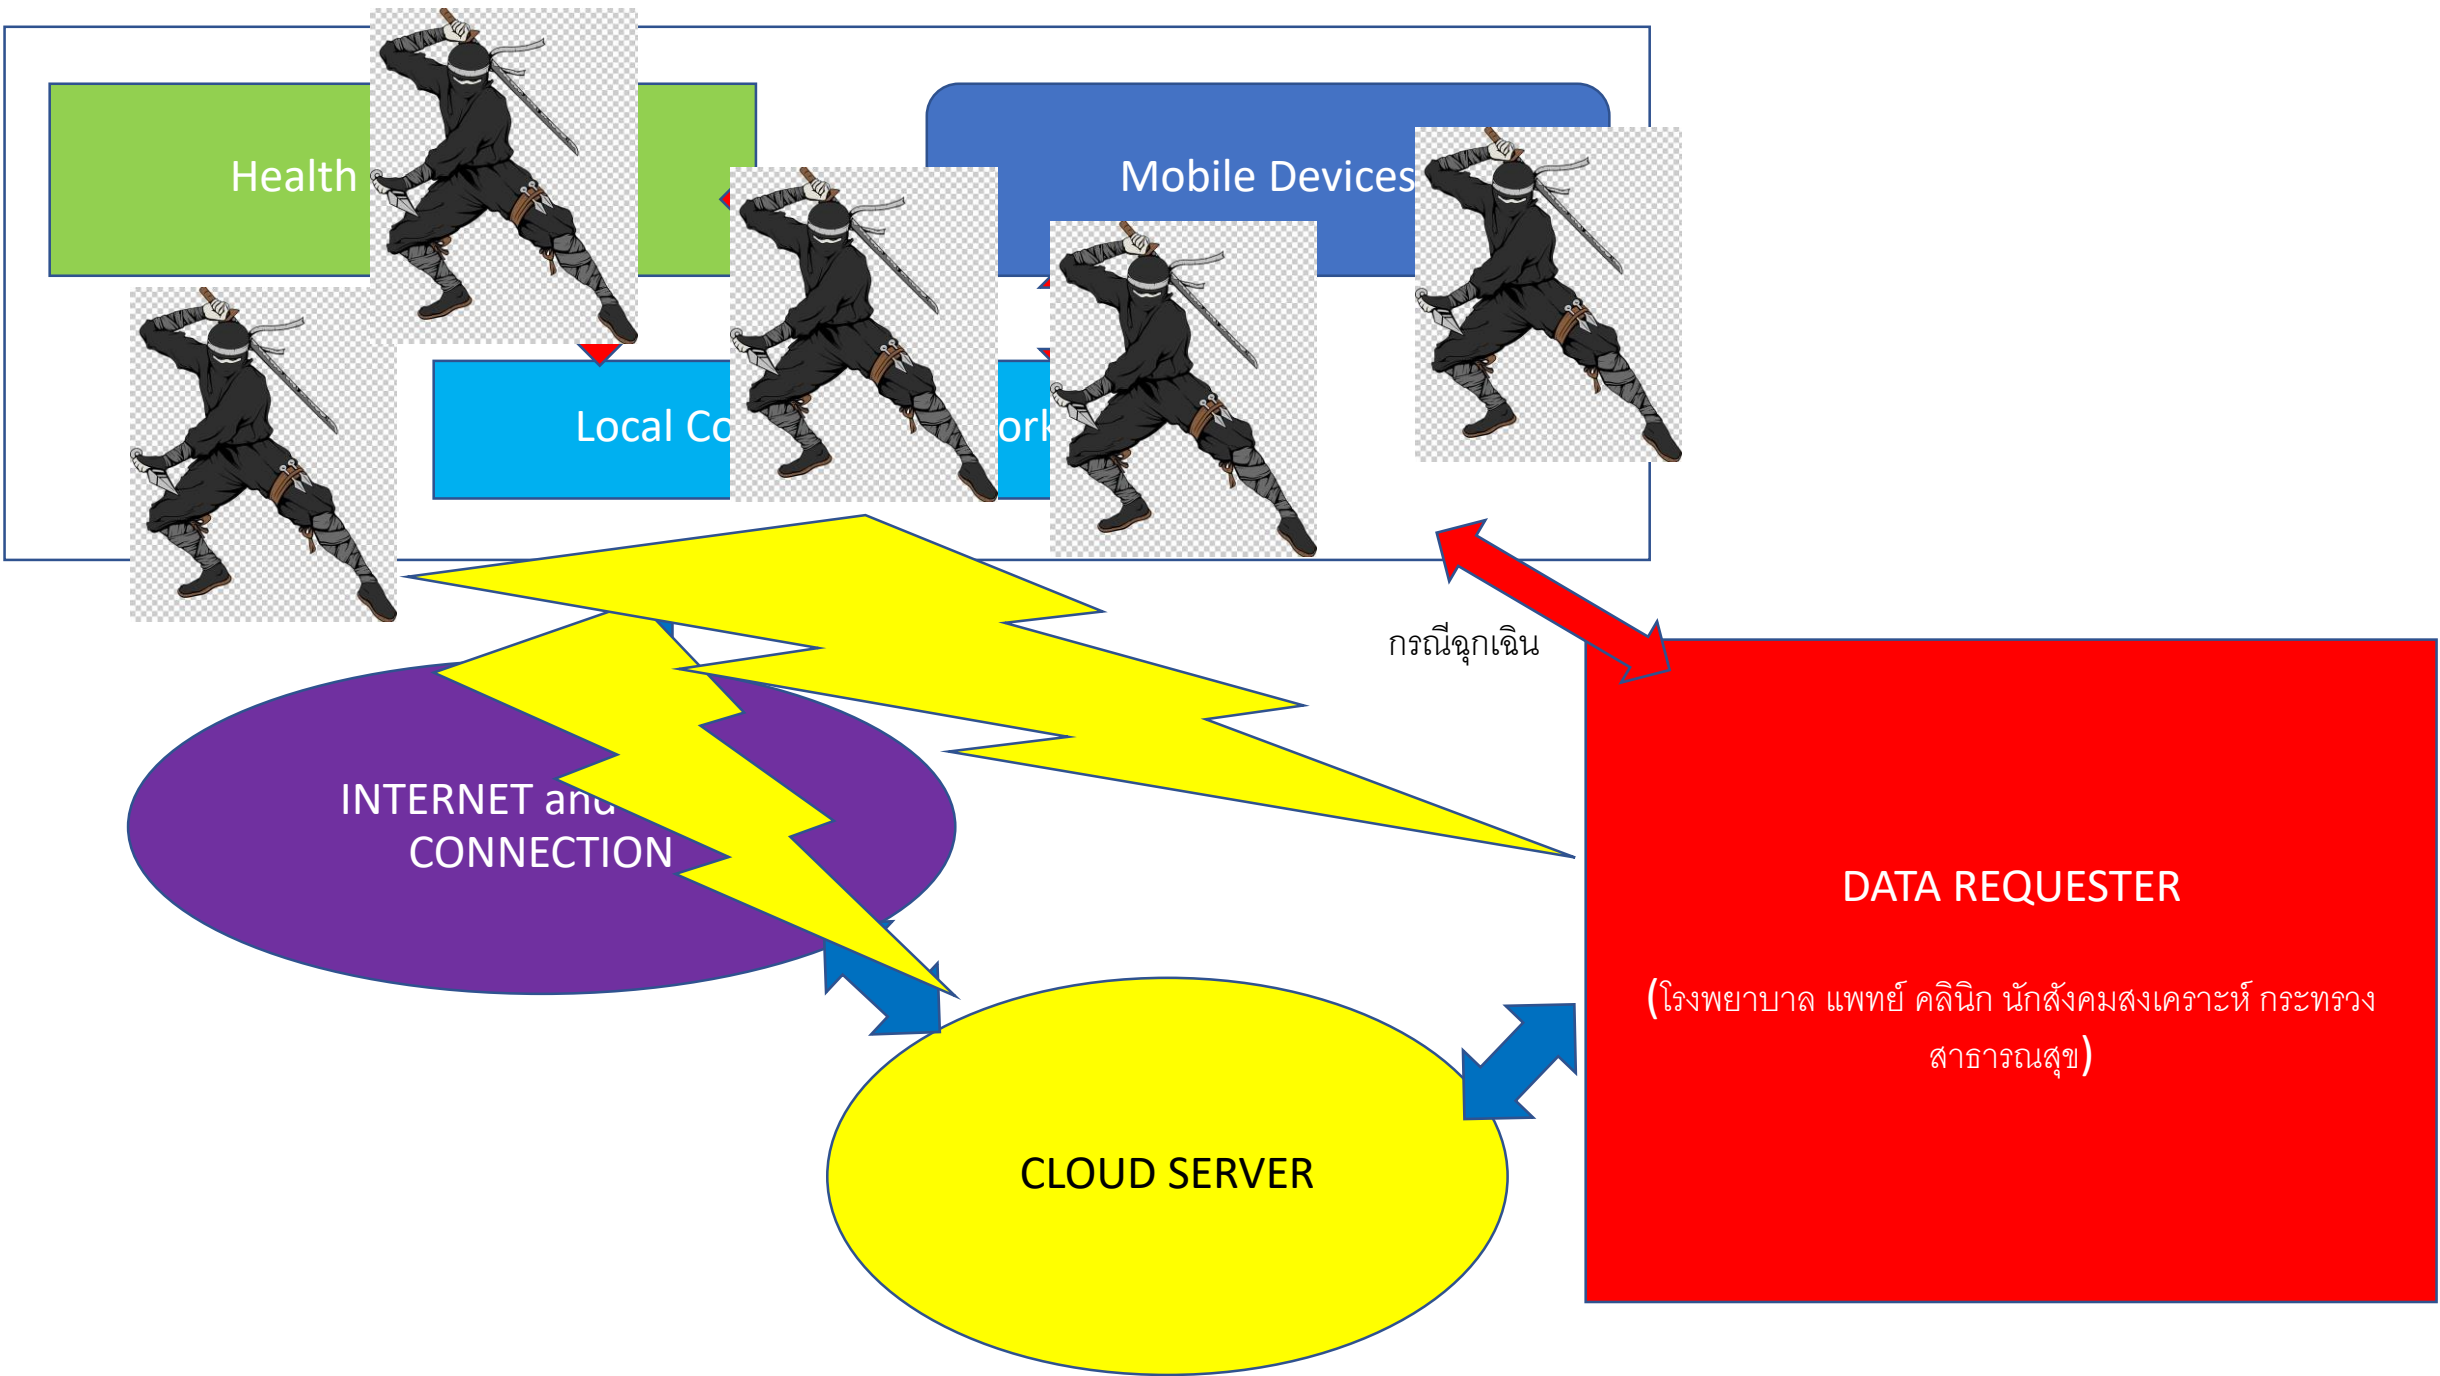 Health
Mobile Devices
Local Co ork
กรณีฉุกเฉิน
INTERNET and
CONNECTION
DATA REQUESTER
(โรงพยาบาล แพทย์ คลินิก นักสังคมสงเคราะห์ กระทรวง
สาธารณสุข)
CLOUD SERVER